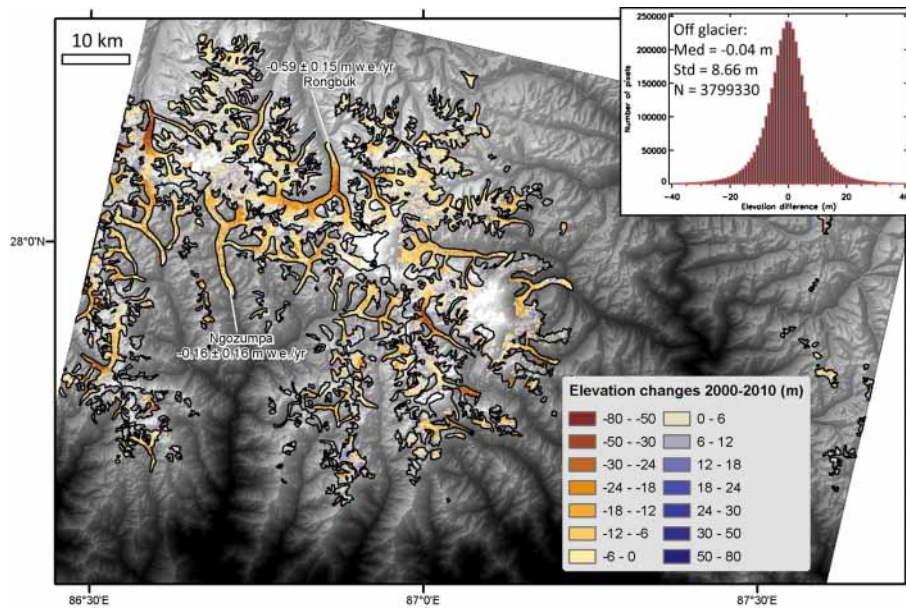 10 km
-0.59 ± 0.15 m w.e./yr
Rongbuk
Off glacier:
Med = -0.04 m
Std = 8.66 m
N = 3799330
Number of pixels
250000
200000
150000
100000
50000
0
-40
-20
0
20
40
Elevation difference (m)
28°0'N
Ngozumpa
-0.16 ± 0.16 m w.e./yr
Elevation changes 2000-2010 (m)
-80 - -50
-50 - -30
-30 - -24
-24 - -18
-18 - -12
-12 - -6
-6 - 0
0 - 6
6 - 12
12 - 18
18 - 24
24 - 30
30 - 50
50 - 80
86°30'E
87°0'E
87°30'E